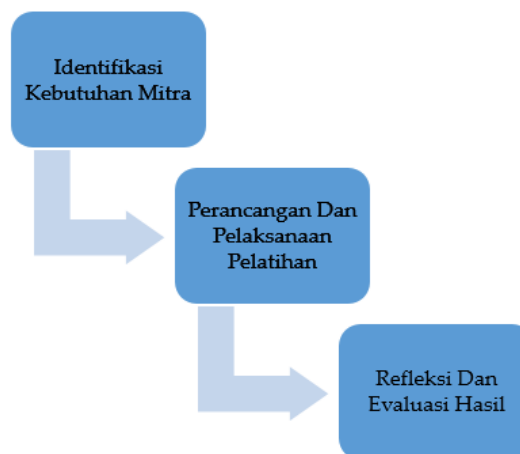 Identifikasi
Kebutuhan Mitra
Perancangan Dan
Pelaksanaan
Pelatihan
Refleksi Dan
Evaluasi Hasil